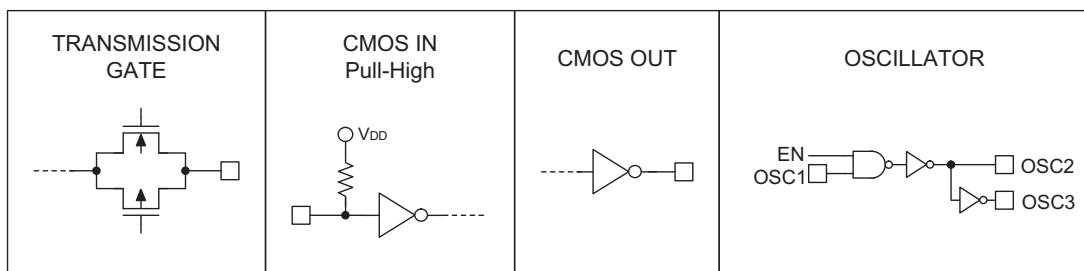 TRANSMISSION
GATE
CMOS IN
Pull-High
VDD
CMOS OUT
OSCILLATOR
EN
OSC1
OSC2
OSC3